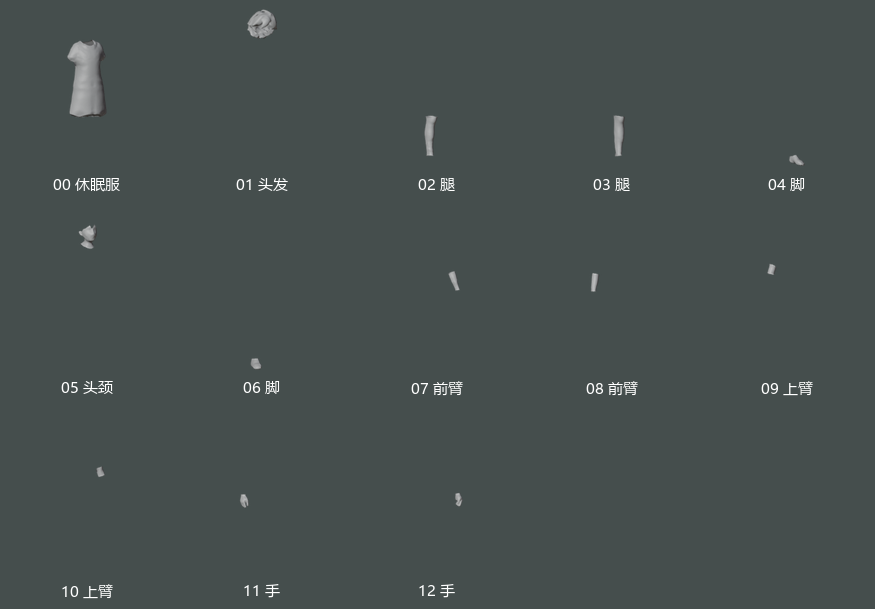 00 休眠服
01 头发
02 腿
03 腿
04 脚
05 头颈
06 脚
07 前臂
08 前臂
09 上臂
10 上臂
11 手
12 手